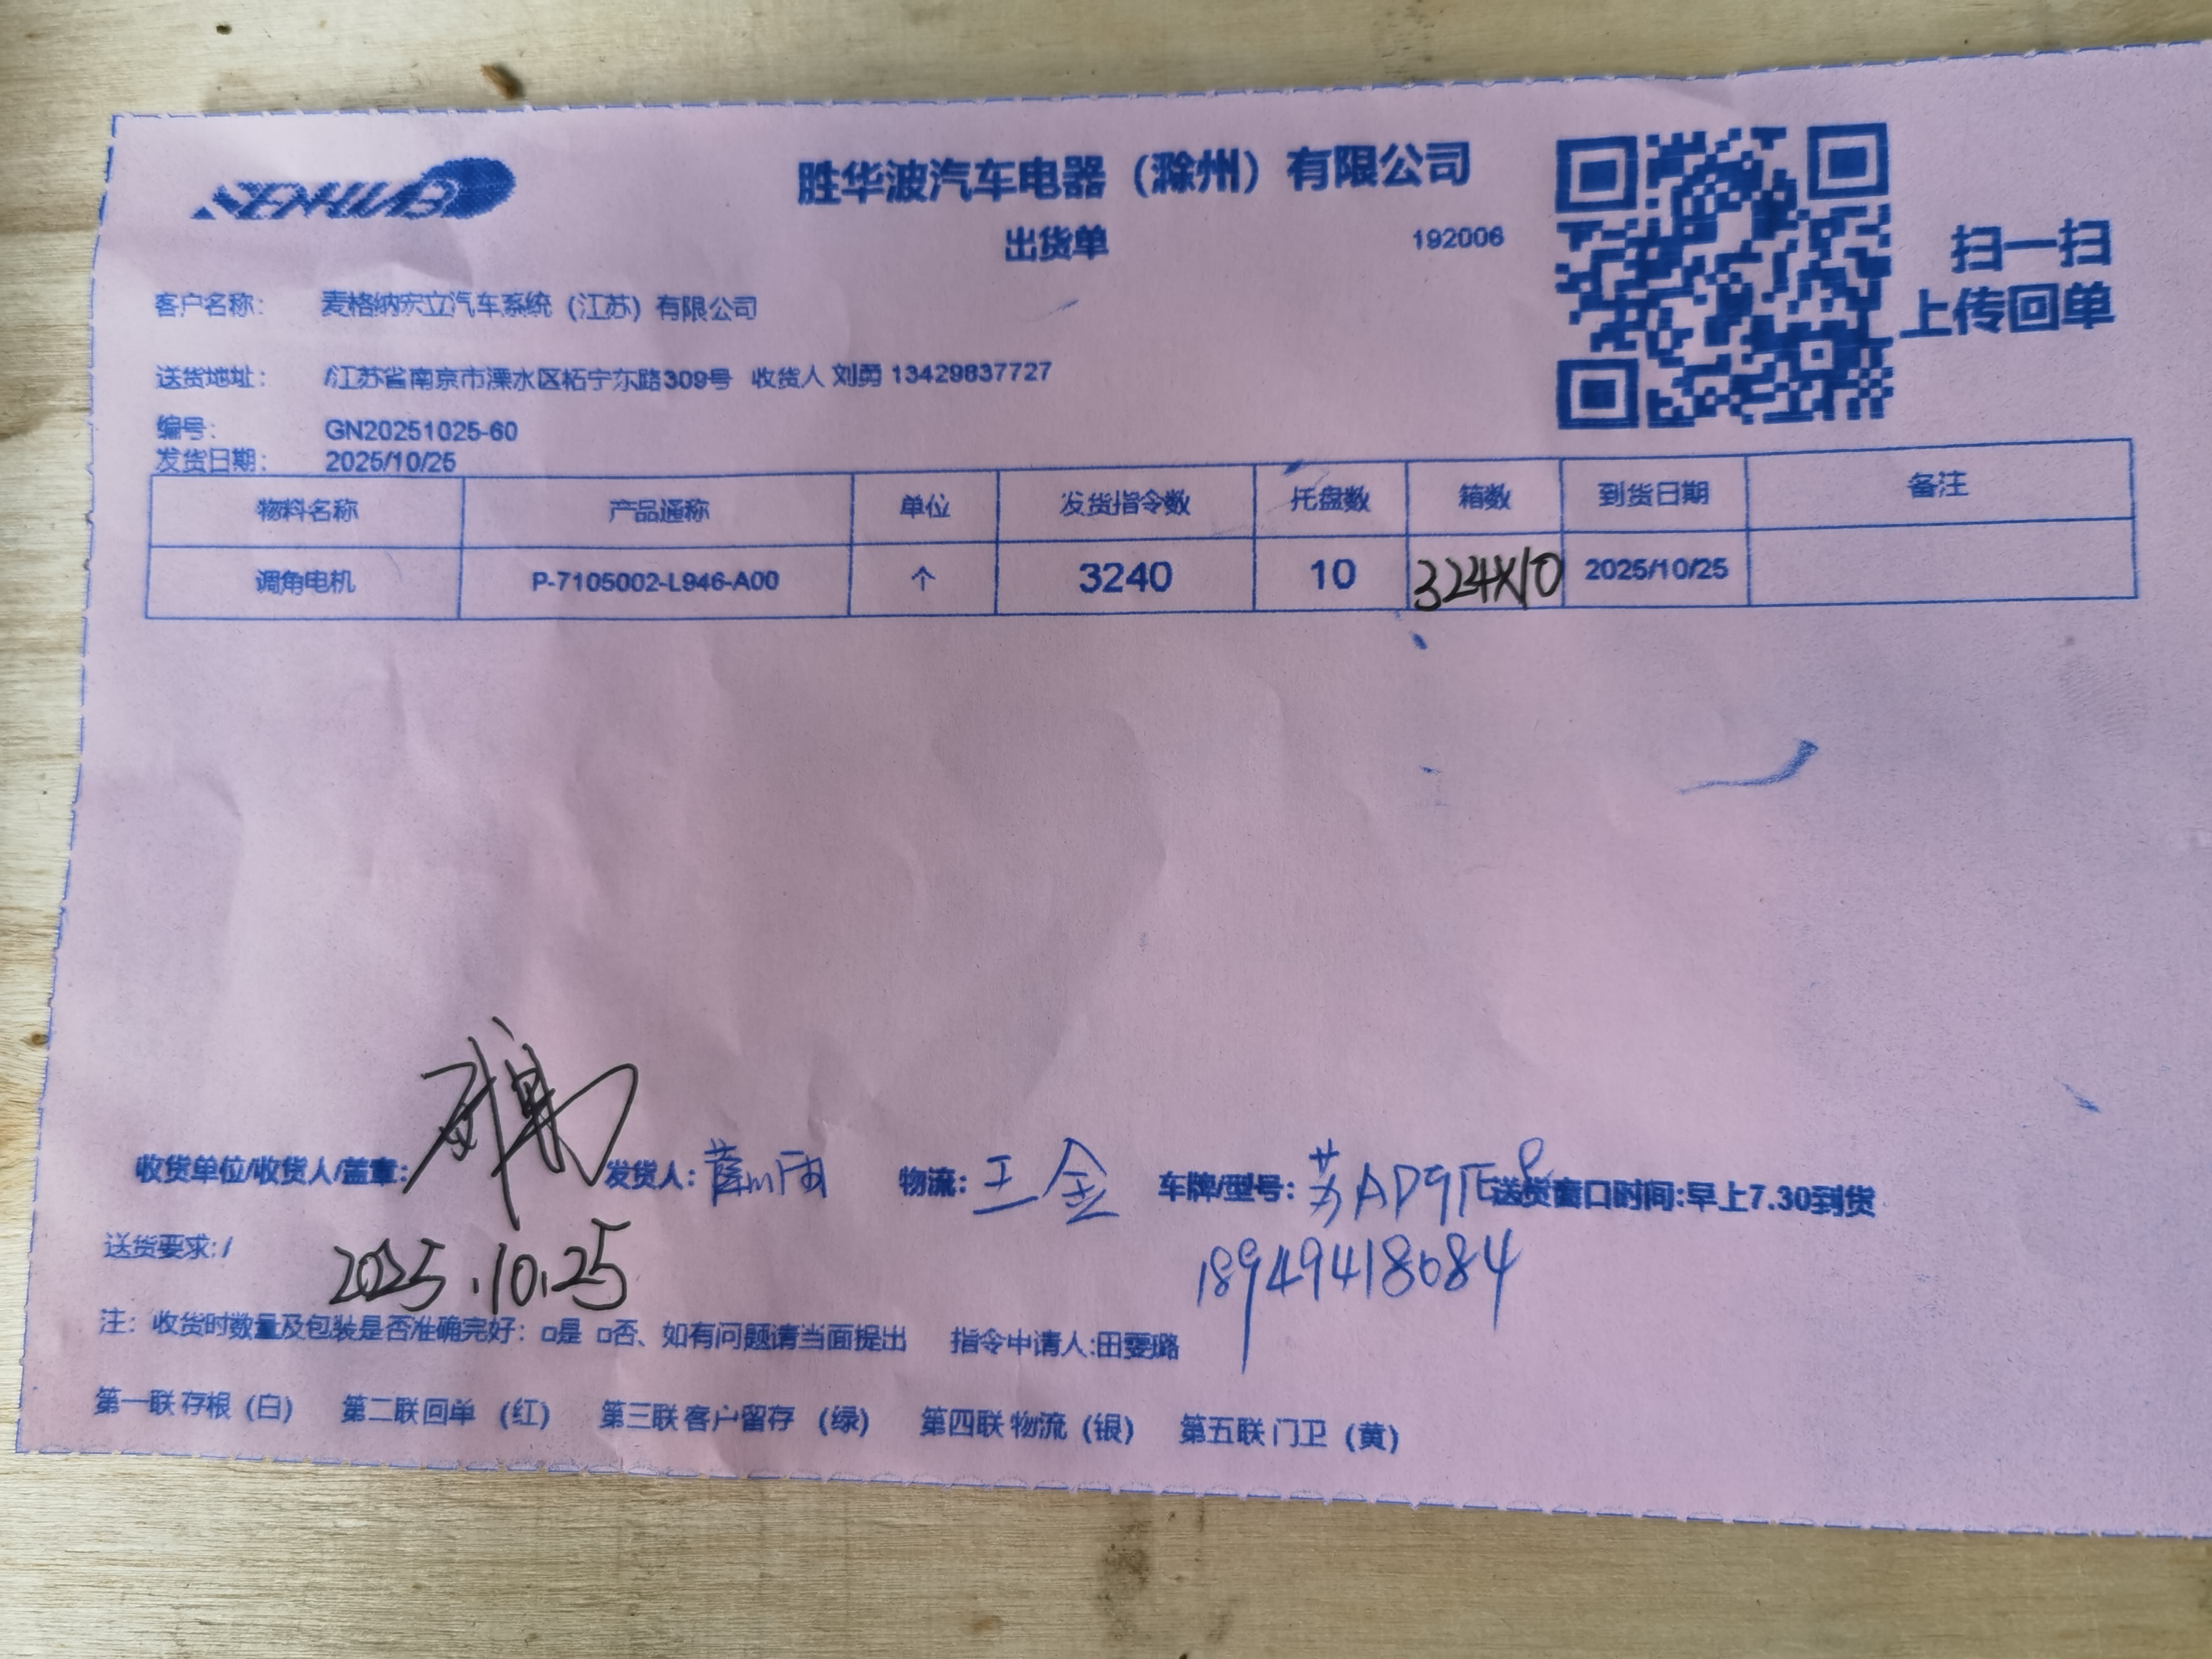 胜华波汽车电器（滁州）有限公司
出货单 192006
扫一扫
上传回单
客户名称: 麦格纳宏立汽车系统（江苏）有限公司
送货地址: /江苏省南京市溧水区柘宁东路309号 收货人 刘勇 13429837727
编号: GN20251025-60
发货日期: 2025/10/25
物料名称 产品通称 单位 发货指令数 托盘数 箱数 到货日期 备注
调角电机 P-7105002-L946-A00 个 3240 10 324X10 2025/10/25
收货单位/收货人/盖章: 发货人: 物流: 王金 车牌/型号: 苏AD 送货窗口时间:早上7.30到货
送货要求:/ 2025.10.25 18949418684
注: 收货时数量及包装是否准确完好: □是 □否、如有问题请当面提出 指令申请人:田雯璐
第一联 存根（白） 第二联 回单 （红） 第三联 客户留存 （绿） 第四联 物流（银） 第五联 门卫（黄）